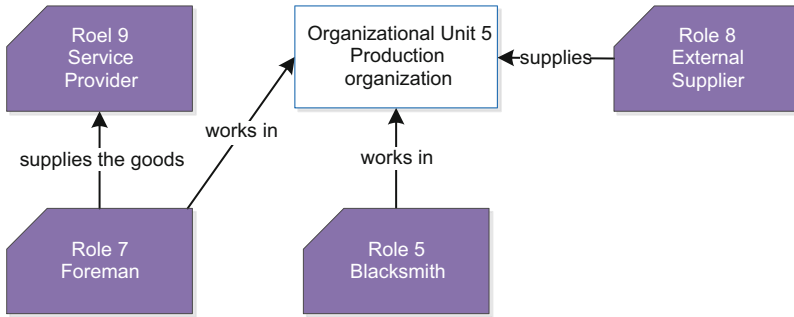 Roel 9
Service
Provider
Organizational Unit 5
Production
organization
supplies
Role 8
External
Supplier
works in
supplies the goods
works in
Role 7
Foreman
Role 5
Blacksmith